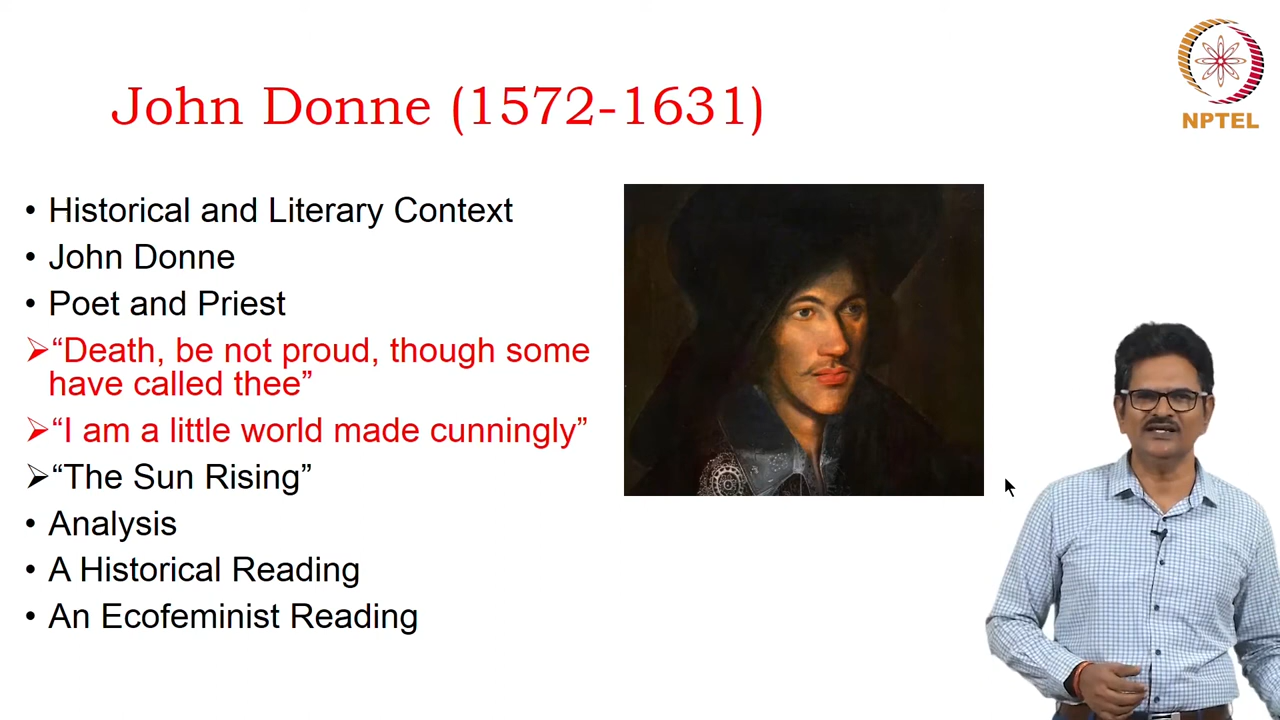 John Donne (1572-1631)
NPTEL
• Historical and Literary Context
• John Donne
• Poet and Priest
➢ “Death, be not proud, though some
have called thee”
➢ “I am a little world made cunningly”
➢ “The Sun Rising”
• Analysis
• A Historical Reading
• An Ecofeminist Reading